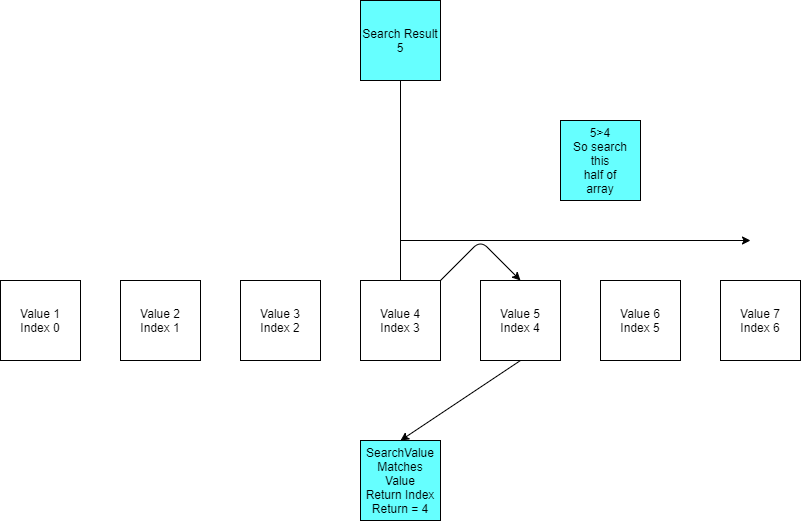 Search Result
5
5>4
So search
this
half of
array
Value 1
Index 0
Value 2
Index 1
Value 3
Index 2
Value 4
Index 3
Value 5
Index 4
Value 6
Index 5
Value 7
Index 6
SearchValue
Matches
Value
Return Index
Return = 4